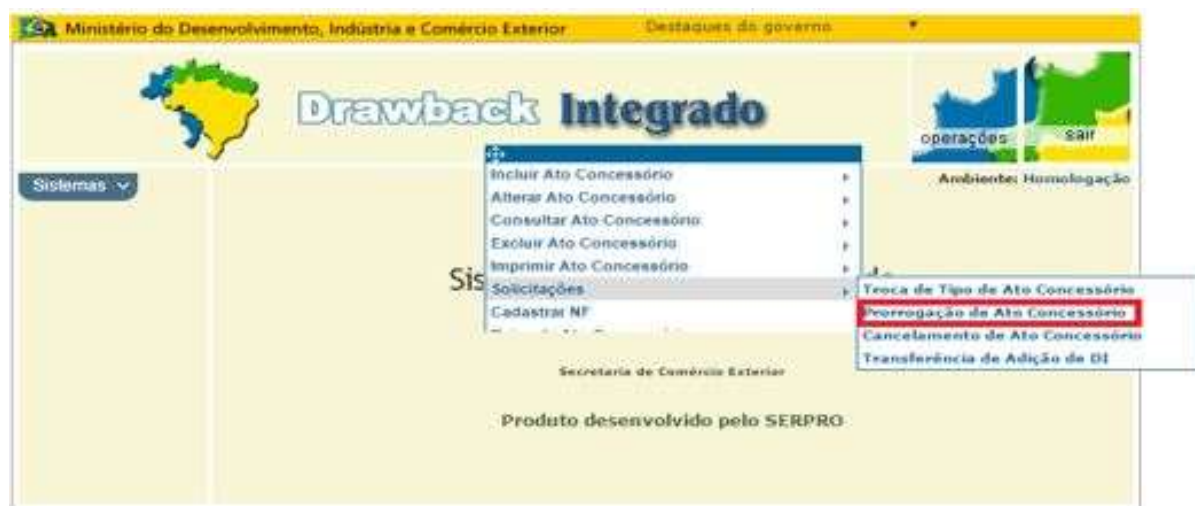 Ministério do Desenvolvimento, Indústria e Comércio Exterior
Destaques do governo
Drawback Integrado
operações
sair
Sistemas
Ambiente: Homologação
Incluir Ato Concessório
Alterar Ato Concessório
Consultar Ato Concessório
Excluir Ato Concessório
Imprimir Ato Concessório
Sis
Solicitações
Cadastrar NF
Troca de Tipo de Ato Concessório
Prorrogação de Ato Concessório
Cancelamento de Ato Concessório
Transferência de Adição de DI
Secretaria de Comércio Exterior
Produto desenvolvido pelo SERPRO